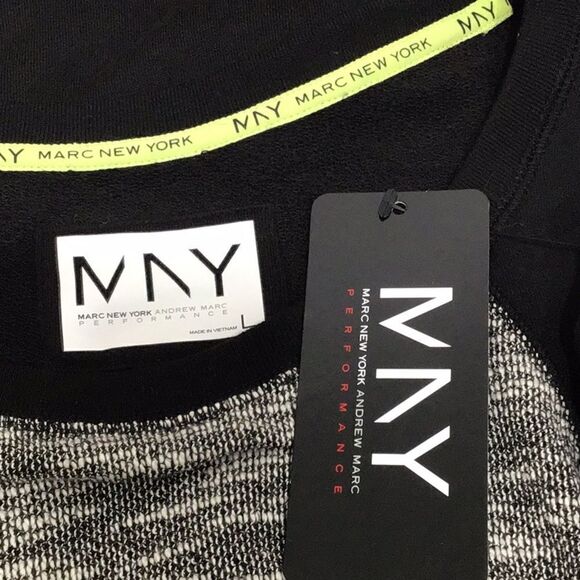 MNY MARC NEW YORK MNY MARC NEW YORK MN
MNY
MARC NEW YORK ANDREW MARC
PERFORMANCE
MADE IN VIETNAM
L
MNY
MARC NEW YORK ANDREW MARC
PERFORMANCE